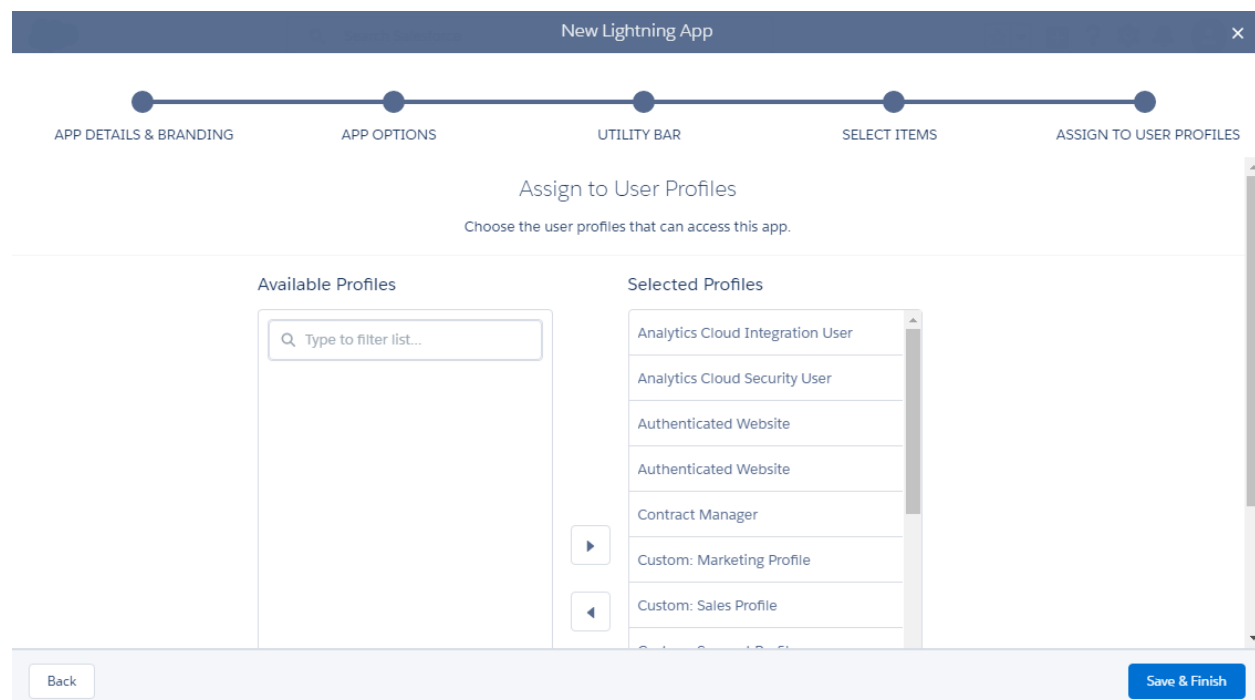 New Lightning App
APP DETAILS & BRANDING
APP OPTIONS
UTILITY BAR
SELECT ITEMS
ASSIGN TO USER PROFILES
Assign to User Profiles
Choose the user profiles that can access this app.
Available Profiles
Type to filter list...
Selected Profiles
Analytics Cloud Integration User
Analytics Cloud Security User
Authenticated Website
Authenticated Website
Contract Manager
Custom: Marketing Profile
Custom: Sales Profile
Back
Save & Finish